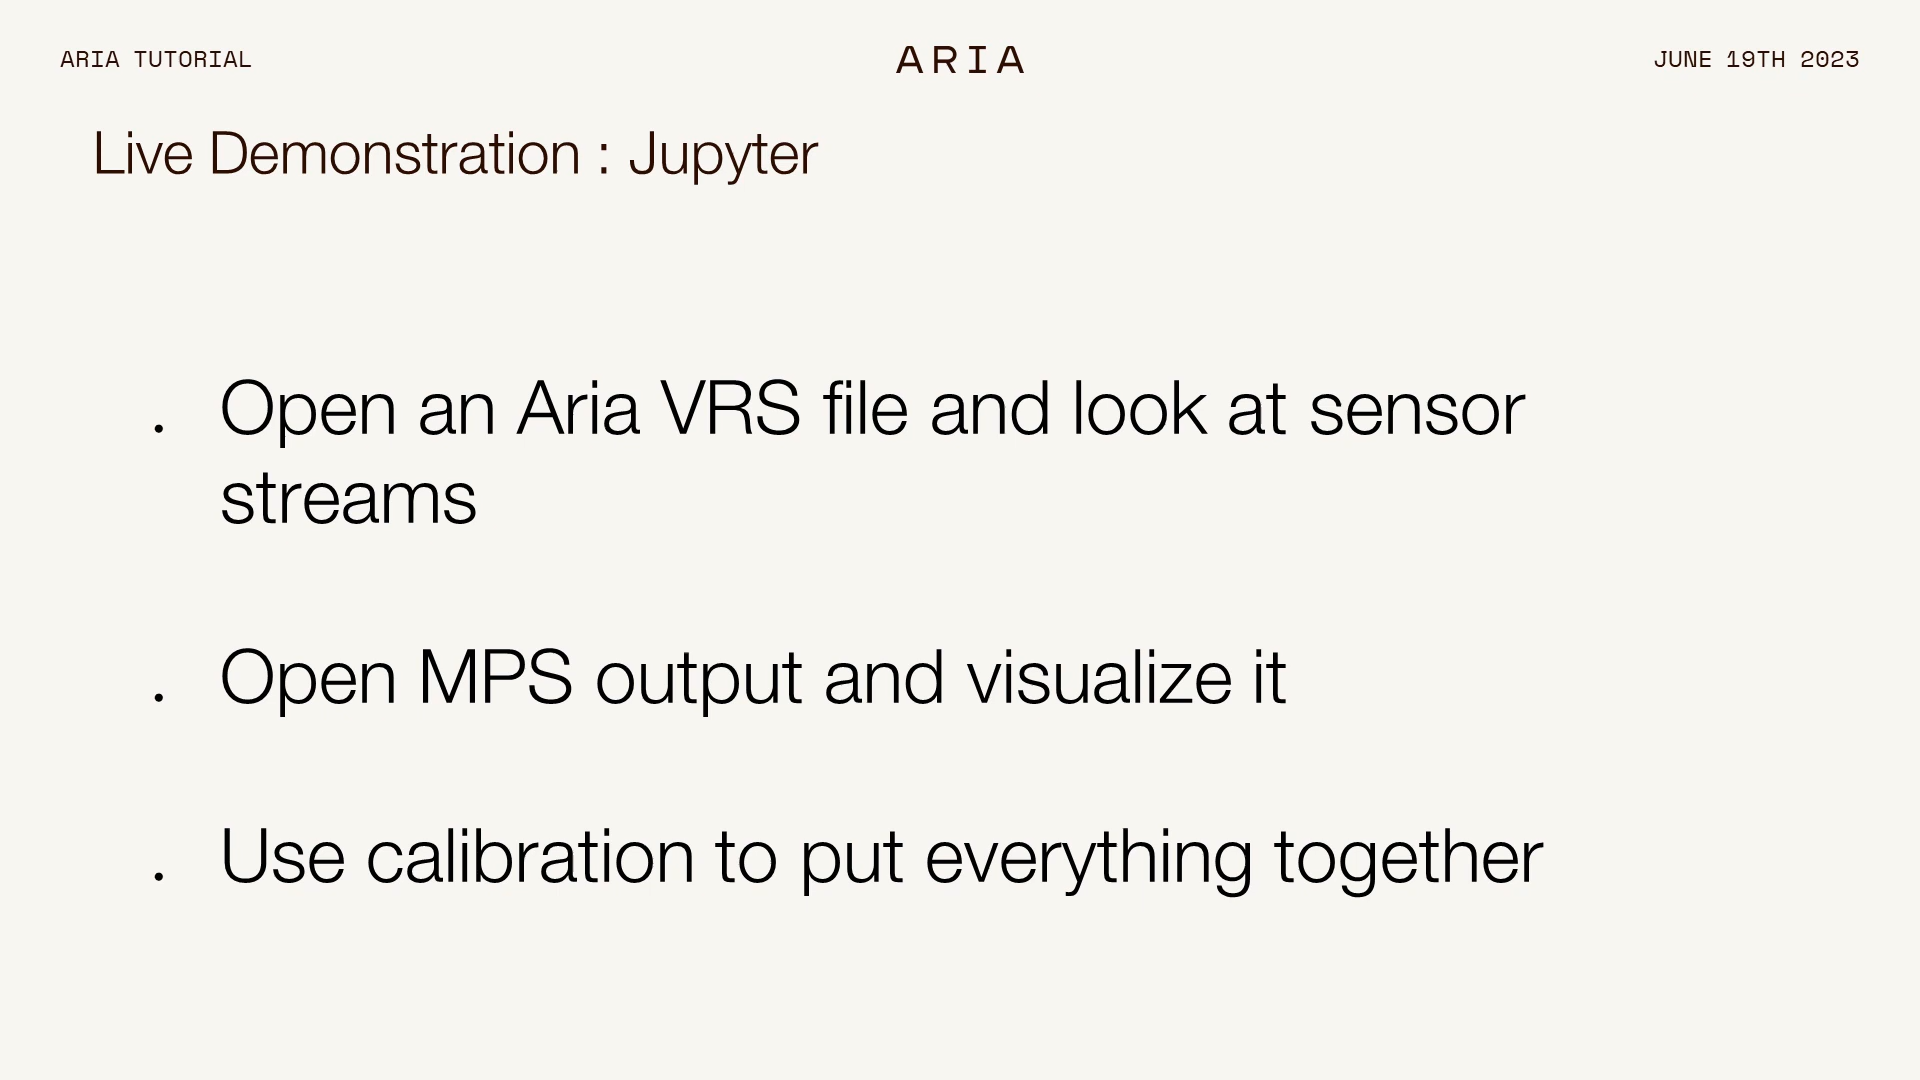 ARIA TUTORIAL
ARIA
JUNE 19TH 2023
Live Demonstration : Jupyter
. Open an Aria VRS file and look at sensor
streams
. Open MPS output and visualize it
. Use calibration to put everything together